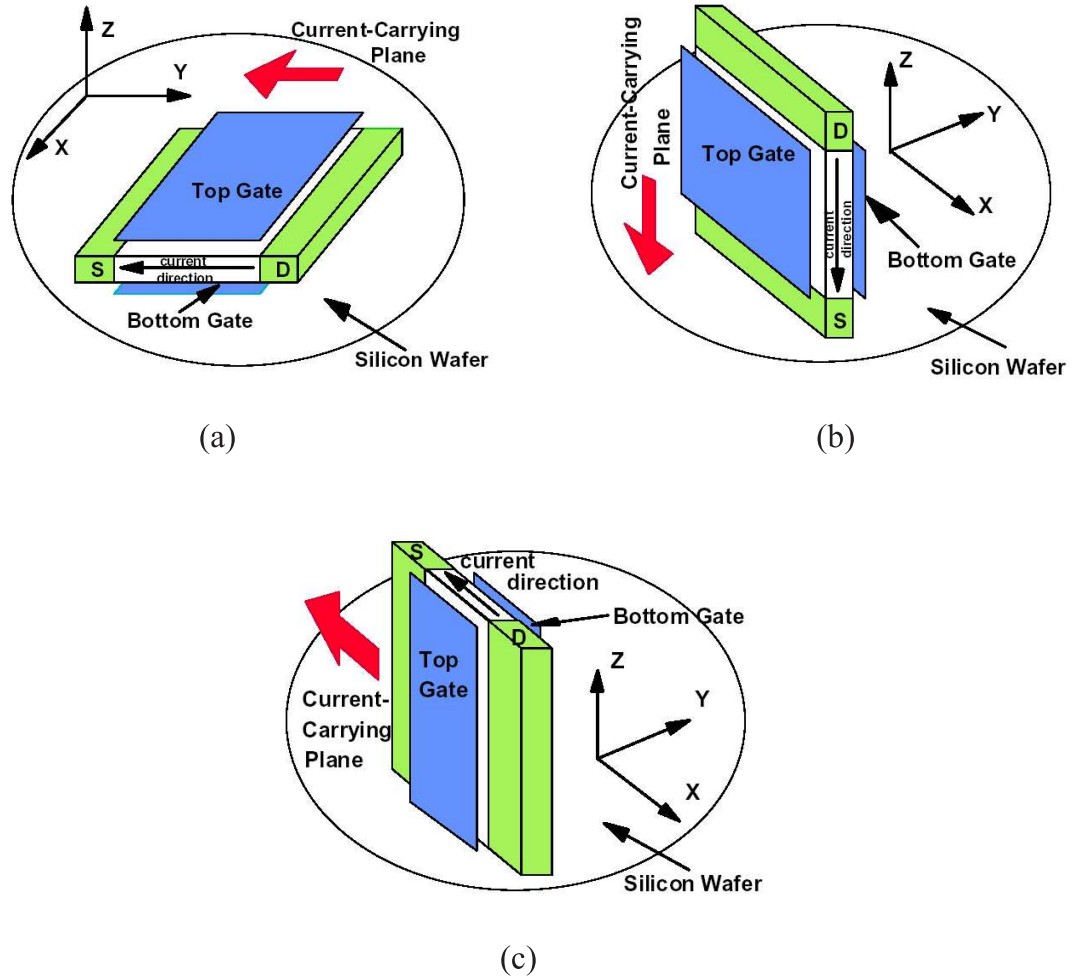 Z
Y
X
Current-Carrying
Plane
Top Gate
S
current
direction
D
Bottom Gate
Silicon Wafer
(a)
Current-Carrying
Plane
Top Gate
D
current
direction
S
Z
Y
X
Bottom Gate
Silicon Wafer
(b)
S
current
direction
Bottom Gate
D
Top
Gate
Current-
Carrying
Plane
Z
Y
X
Silicon Wafer
(c)